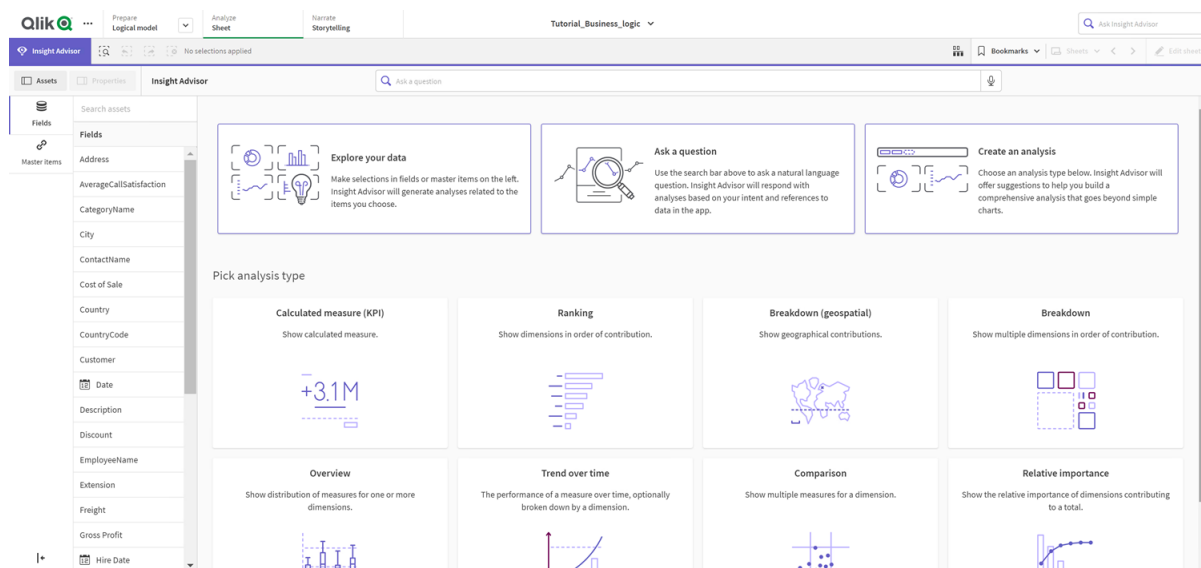 Qlik
Prepare
Logical model
Analyze
Sheet
Narrate
Storytelling
Tutorial_Business_logic
Ask Insight Advisor
Insight Advisor
No selections applied
Bookmarks
Sheets
Edit sheet
Assets
Properties
Insight Advisor
Ask a question
Fields
Master items
Search assets
Fields
Address
AverageCallSatisfaction
CategoryName
City
ContactName
Cost of Sale
Country
CountryCode
Customer
Date
Description
Discount
EmployeeName
Extension
Freight
Gross Profit
Hire Date
Explore your data
Make selections in fields or master items on the left.
Insight Advisor will generate analyses related to the
items you choose.
Ask a question
Use the search bar above to ask a natural language
question. Insight Advisor will respond with
analyses based on your intent and references to
data in the app.
Create an analysis
Choose an analysis type below. Insight Advisor will
offer suggestions to help you build a
comprehensive analysis that goes beyond simple
charts.
Pick analysis type
Calculated measure (KPI)
Show calculated measure.
+3.1M
Ranking
Show dimensions in order of contribution.
Breakdown (geospatial)
Show geographical contributions.
Breakdown
Show multiple dimensions in order of contribution.
Overview
Show distribution of measures for one or more
dimensions.
Trend over time
The performance of a measure over time, optionally
broken down by a dimension.
Comparison
Show multiple measures for a dimension.
Relative importance
Show the relative importance of dimensions contributing
to a total.